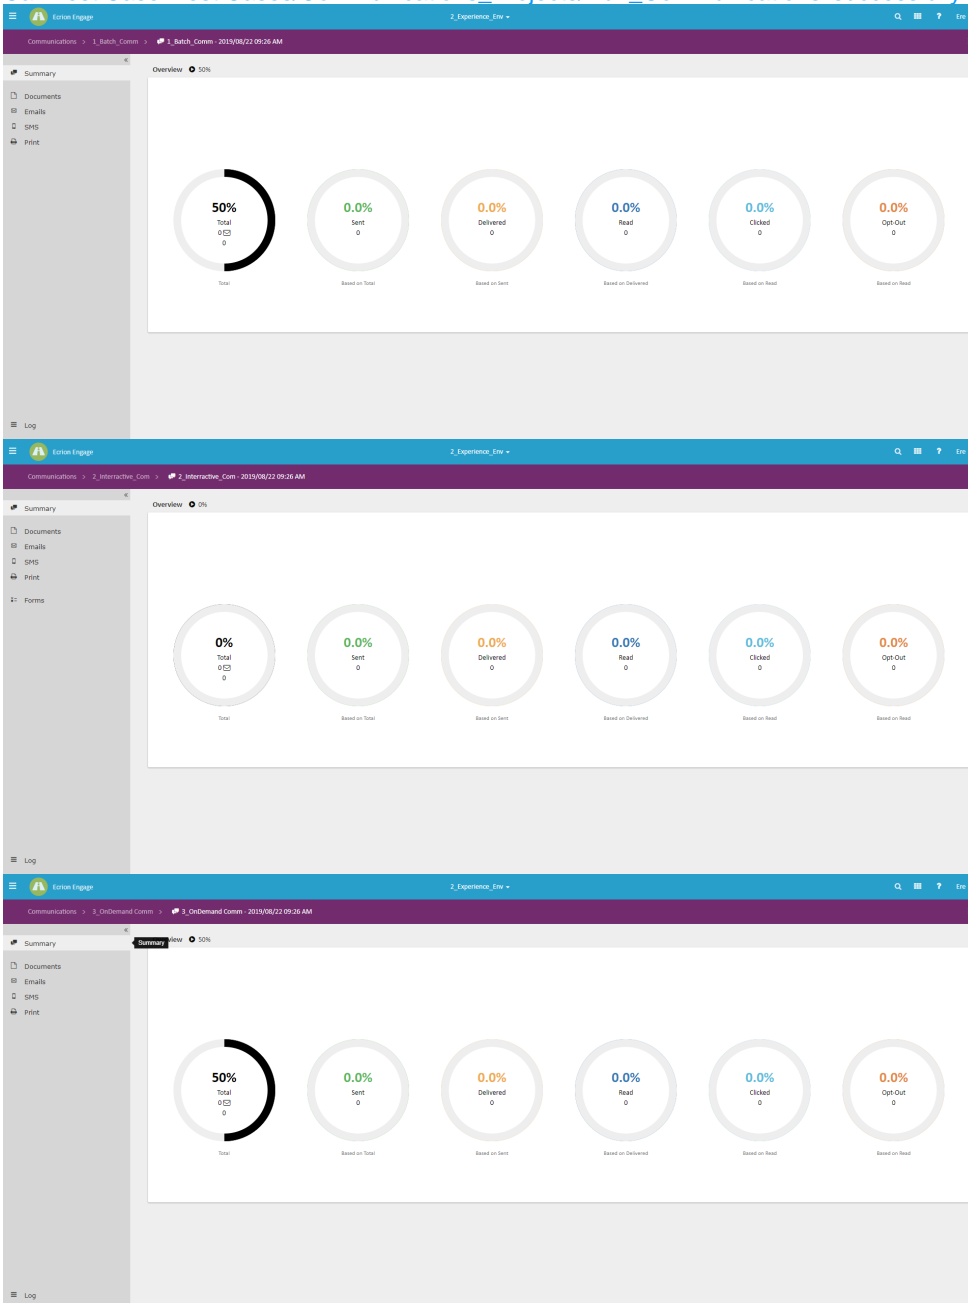 Ecrion Engage 2_Experience_Env ? Ere
Communications > 1_Batch_Comm > 1_Batch_Comm - 2019/08/22 09:26 AM
«
Summary
Overview 50%
Documents
Emails
SMS
Print
50% 0.0% 0.0% 0.0% 0.0% 0.0%
Total Sent Delivered Read Clicked Opt-Out
0 0 0 0 0 0
0
Total Based on Total Based on Sent Based on Delivered Based on Read Based on Read
Log
Ecrion Engage 2_Experience_Env ? Ere
Communications > 2_Interractive_Com > 2_Interractive_Com - 2019/08/22 09:26 AM
«
Summary
Overview 0%
Documents
Emails
SMS
Print
Forms
0% 0.0% 0.0% 0.0% 0.0% 0.0%
Total Sent Delivered Read Clicked Opt-Out
0 0 0 0 0 0
0
Total Based on Total Based on Sent Based on Delivered Based on Read Based on Read
Log
Ecrion Engage 2_Experience_Env ? Ere
Communications > 3_OnDemand Comm > 3_OnDemand Comm - 2019/08/22 09:26 AM
«
Summary
Summary view 50%
Documents
Emails
SMS
Print
50% 0.0% 0.0% 0.0% 0.0% 0.0%
Total Sent Delivered Read Clicked Opt-Out
0 0 0 0 0 0
0
Total Based on Total Based on Sent Based on Delivered Based on Read Based on Read
Log